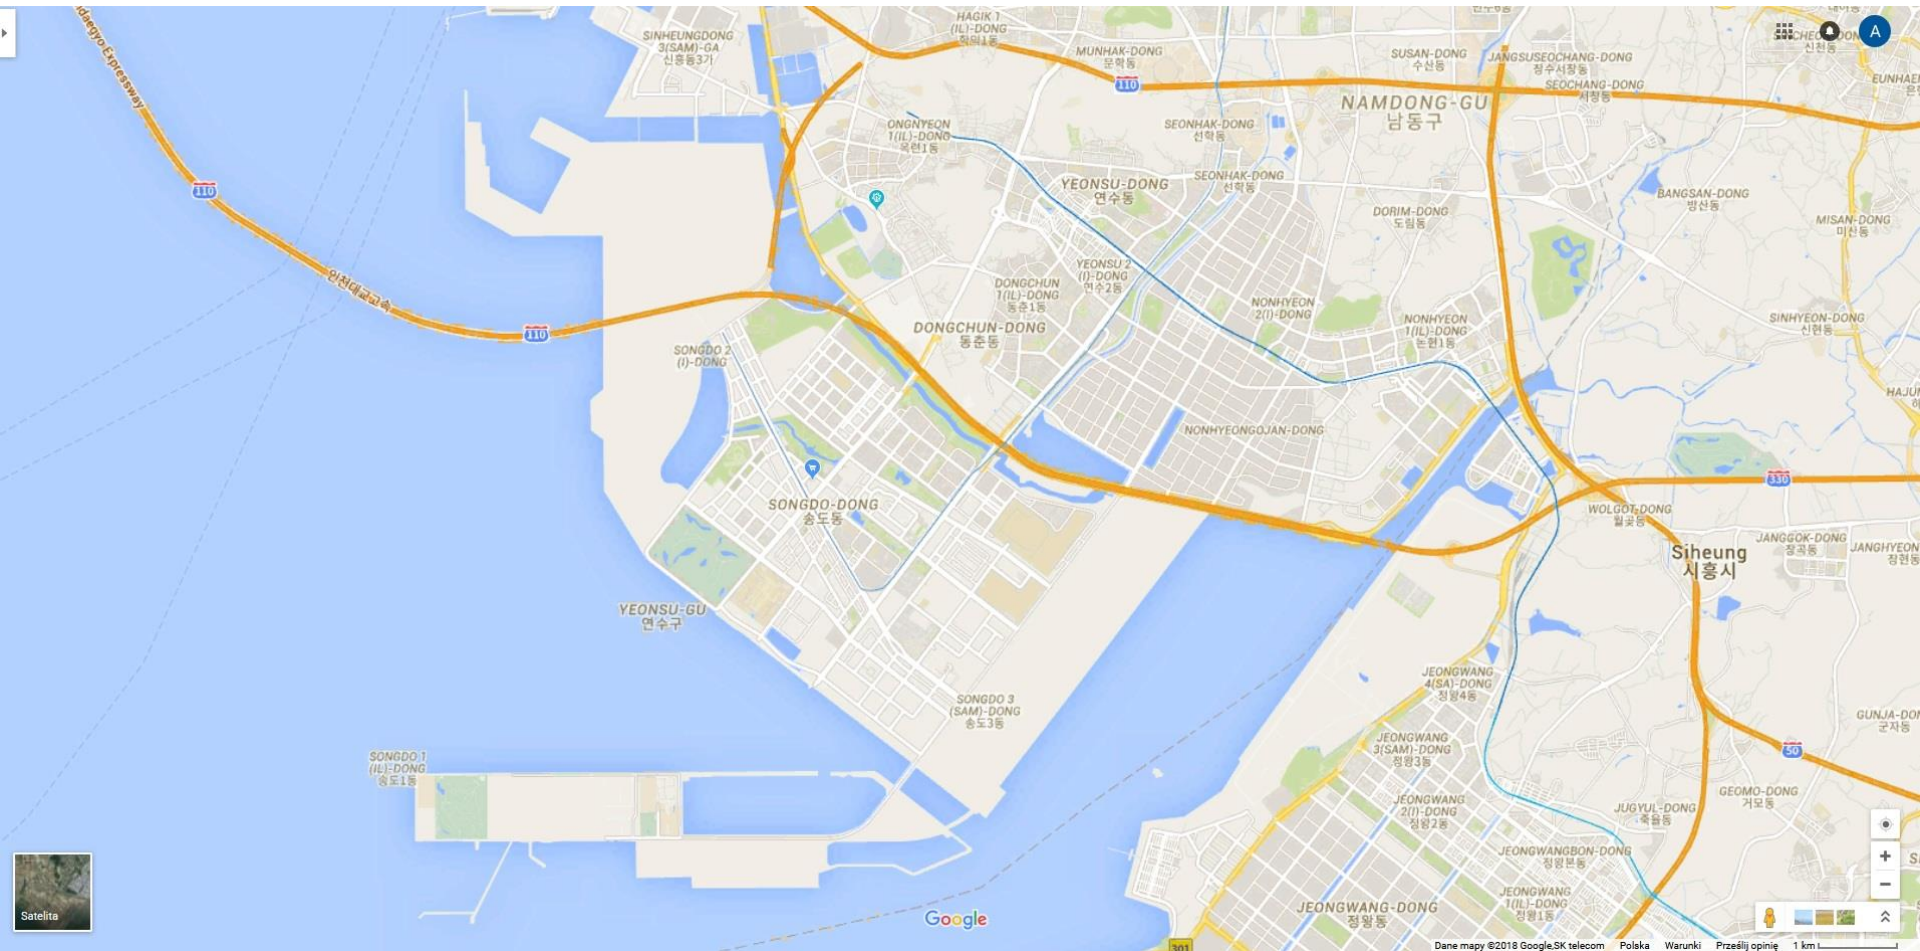 HAGIK 1
(IL)-DONG
학익1동
SINHEUNGDONG
3(SAM)-GA
신흥동3가
MUNHAK-DONG
문학동
SUSAN-DONG
수산동
JANGSUSEOCHANG-DONG
장수서창동
신천동
A
daegyo Expressway
110
SEOCHANG-DONG
서창동
NAMDONG-GU
남동구
ONGNYEON
1(IL)-DONG
옥련1동
SEONHAK-DONG
선학동
110
YEONSU-DONG
연수동
SEONHAK-DONG
선학동
BANGSAN-DONG
방산동
DORIM-DONG
도림동
MISAN-DONG
미산동
YEONSU 2
(I)-DONG
연수2동
인천대교고속
DONGCHUN
1(IL)-DONG
동춘1동
NONHYEON
2(I)-DONG
NONHYEON
1(IL)-DONG
논현1동
SINHYEON-DONG
신현동
110
DONGCHUN-DONG
동춘동
SONGDO 2
(I)-DONG
NONHYEONGOJAN-DONG
330
SONGDO-DONG
송도동
WOLGOT-DONG
월곶동
Siheung
시흥시
JANGGOK-DONG
장곡동
JANGHYEON
장현동
YEONSU-GU
연수구
JEONGWANG
4(SA)-DONG
정왕4동
SONGDO 3
(SAM)-DONG
송도3동
GUNJA-DON
군자동
JEONGWANG
3(SAM)-DONG
정왕3동
50
SONGDO 1
(IL)-DONG
송도1동
GEOMO-DONG
거모동
JEONGWANG
2(I)-DONG
정왕2동
JUGYUL-DONG
죽율동
JEONGWANGBON-DONG
정왕본동
JEONGWANG
1(IL)-DONG
정왕1동
JEONGWANG-DONG
정왕동
Satelita
Google
301
Dane mapy ©2018 Google,SK telecom Polska Warunki Prześlij opinię 1 km